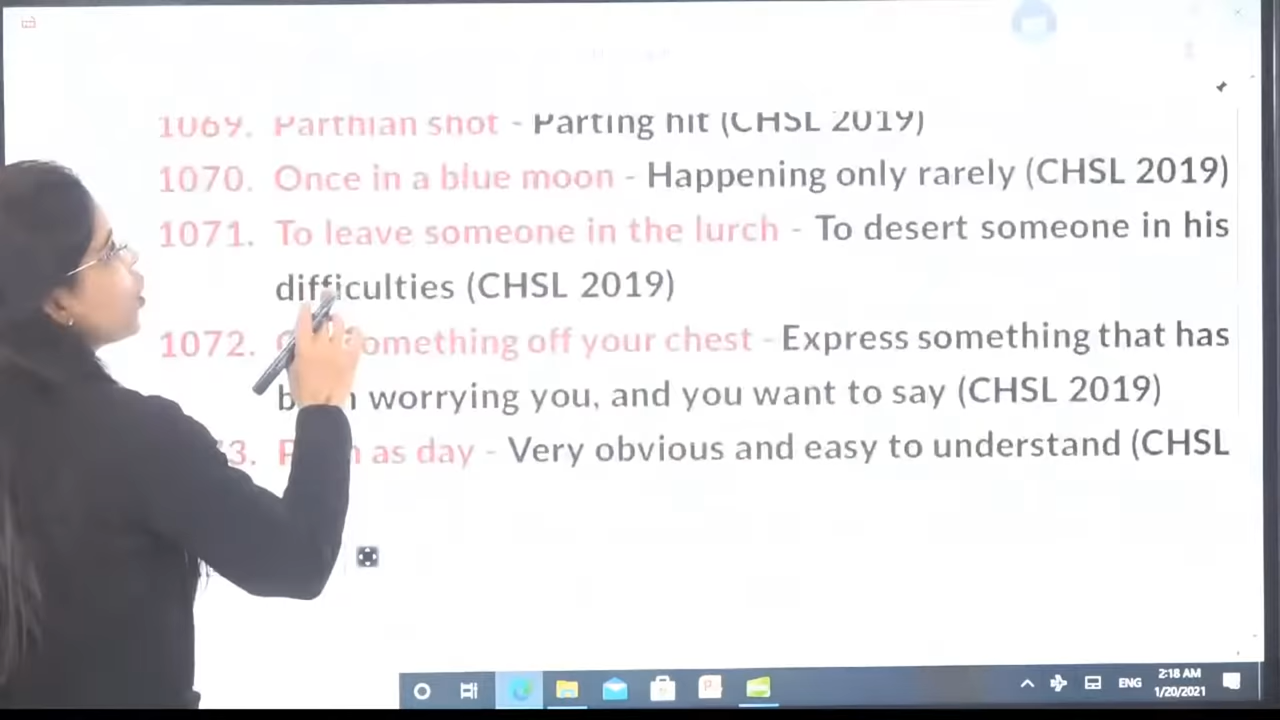 1069. Parthian shot - Parting hit (CHSL 2019)
1070. Once in a blue moon - Happening only rarely (CHSL 2019)
1071. To leave someone in the lurch - To desert someone in his
difficulties (CHSL 2019)
1072. something off your chest - Express something that has
worrying you, and you want to say (CHSL 2019)
3. as day - Very obvious and easy to understand (CHSL
ENG
2:18 AM
1/20/2021